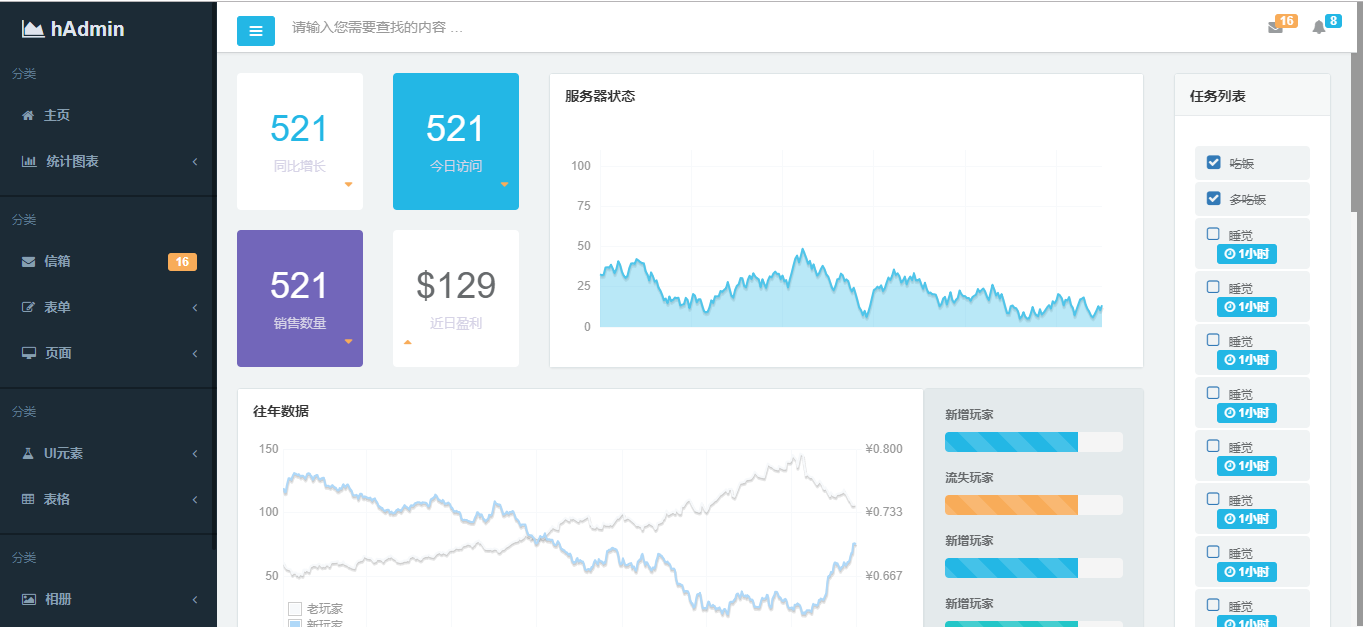 hAdmin
分类
主页
统计图表
分类
信箱
16
表单
页面
分类
UI元素
表格
分类
相册
请输入您需要查找的内容 …
16
8
521
同比增长
521
今日访问
521
销售数量
$129
近日盈利
服务器状态
100
75
50
25
0
往年数据
150
100
50
¥0.800
¥0.733
¥0.667
老玩家
新玩家
新增玩家
流失玩家
新增玩家
新增玩家
任务列表
吃饭
多吃饭
睡觉
1小时
睡觉
1小时
睡觉
1小时
睡觉
1小时
睡觉
1小时
睡觉
1小时
睡觉
1小时
睡觉
1小时